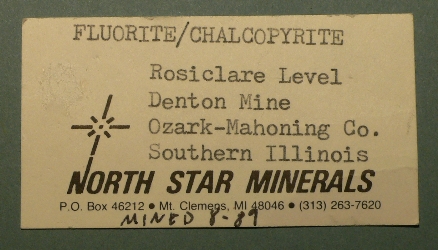 FLUORITE/CHALCOPYRITE
Rosiclare Level
Denton Mine
Ozark-Mahoning Co.
Southern Illinois
NORTH STAR MINERALS
P.O. Box 46212 • Mt. Clemens, MI 48046 • (313) 263-7620
MINED 8-89